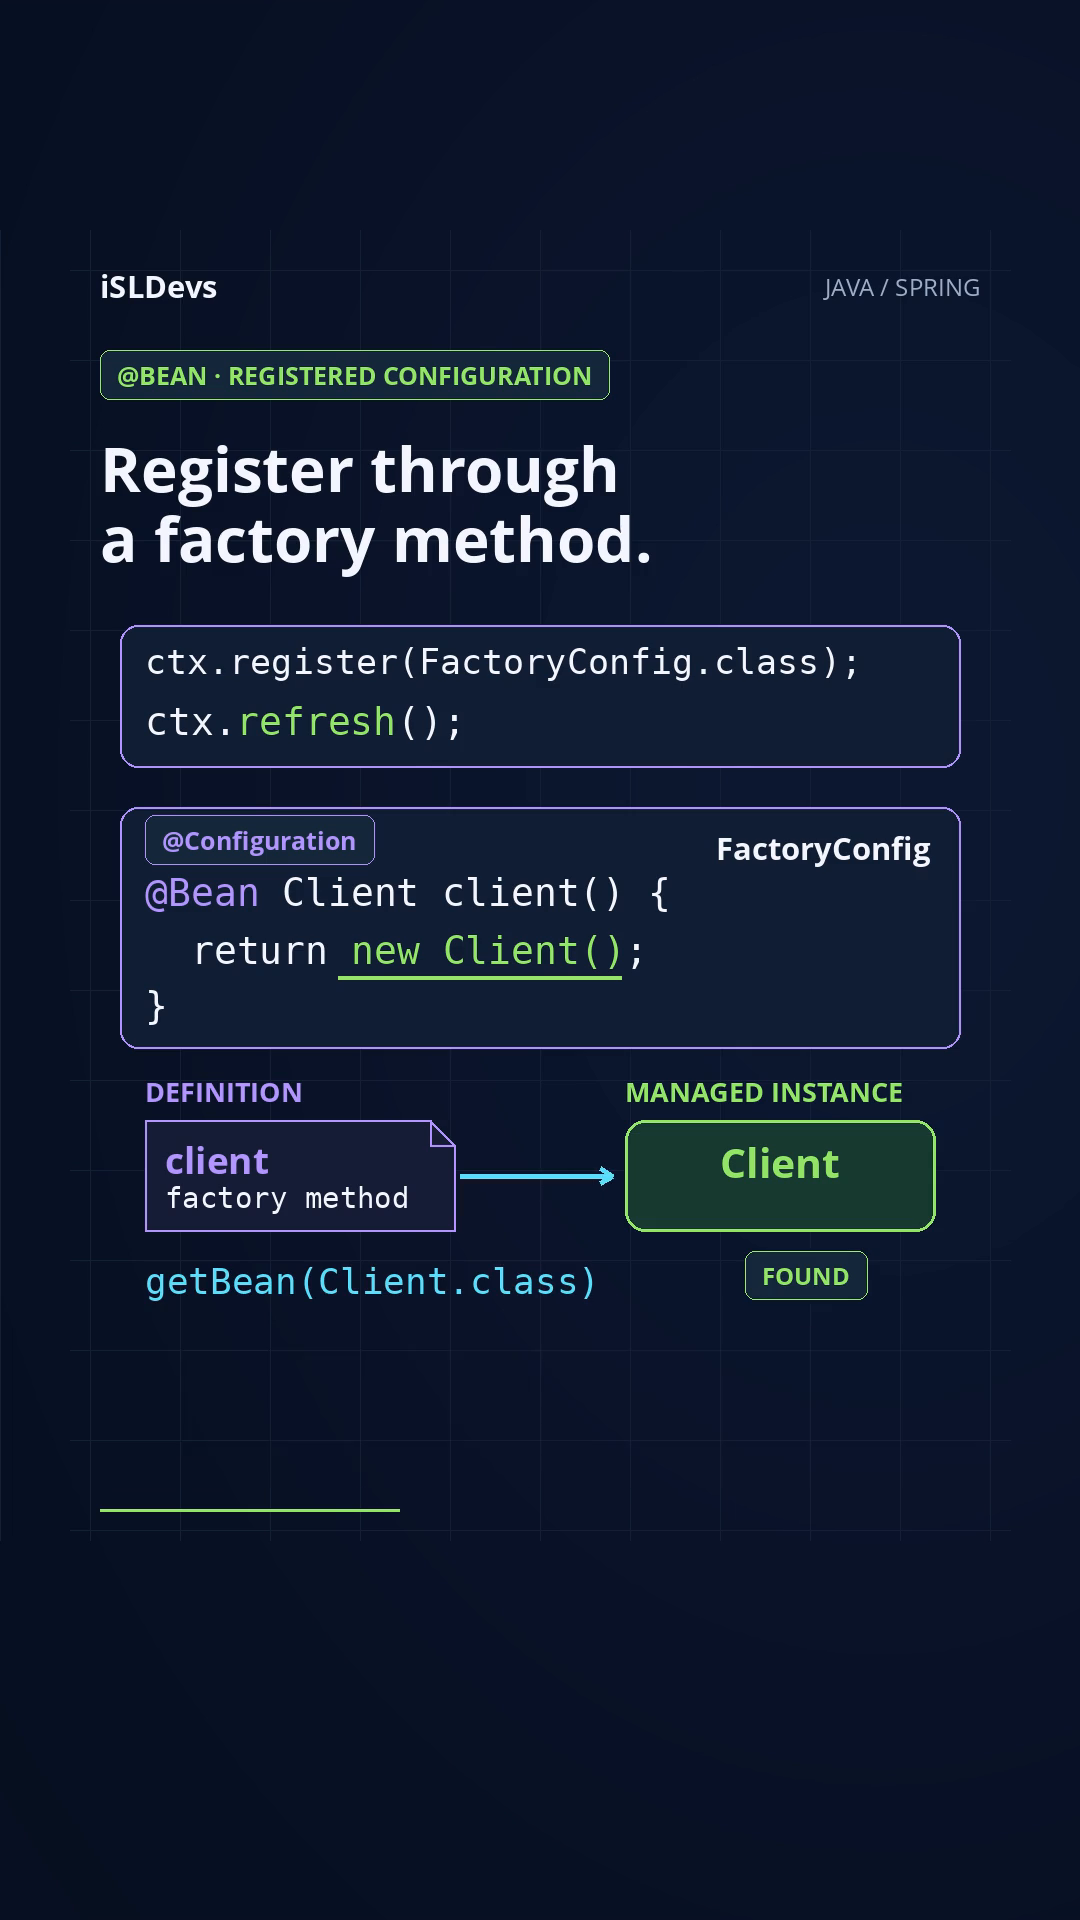 iSLDevs
JAVA / SPRING
@BEAN · REGISTERED CONFIGURATION
Register through
a factory method.
ctx.register(FactoryConfig.class);
ctx.refresh();
@Configuration
FactoryConfig
@Bean Client client() {
  return new Client();
}
DEFINITION
MANAGED INSTANCE
client
factory method
Client
getBean(Client.class)
FOUND